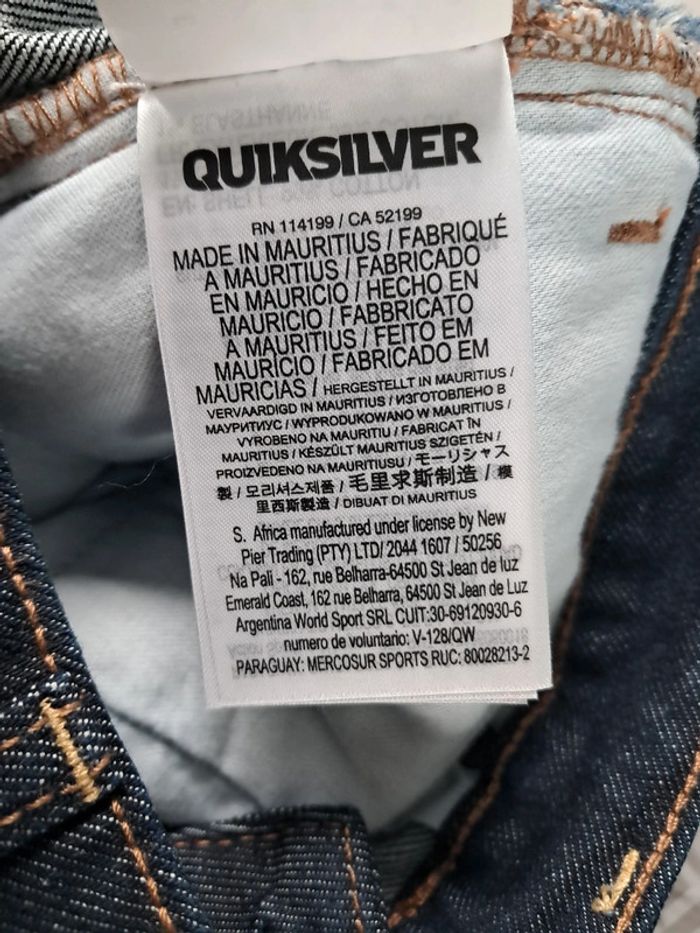 QUIKSILVER
RN 114199 / CA 52199
MADE IN MAURITIUS / FABRIQUÉ
A MAURITIUS / FABRICADO
EN MAURICIO / HECHO EN
MAURICIO / FABBRICATO
A MAURITIUS / FEITO EM
MAURÍCIO / FABRICADO EM
MAURICIAS / HERGESTELLT IN MAURITIUS /
VERVAARDIGD IN MAURITIUS / ИЗГОТОВЛЕНО В
МАУРИТИУС / WYPRODUKOWANO W MAURITIUS /
VYROBENO NA MAURITIU / FABRICAT ÎN
MAURITIUS / KÉSZÜLT MAURITIUS SZIGETÉN /
PROIZVEDENO NA MAURITIUSU / モーリシャス
製 / 모리셔스제품 / 毛里求斯制造 / 模
里西斯製造 / DIBUAT DI MAURITIUS
S. Africa manufactured under license by New
Pier Trading (PTY) LTD/ 2044 1607 / 50256
Na Pali - 162, rue Belharra-64500 St Jean de luz
Emerald Coast, 162 rue Belharra, 64500 St Jean de Luz
Argentina World Sport SRL CUIT:30-69120930-6
numero de voluntario: V-128/QW
PARAGUAY: MERCOSUR SPORTS RUC: 80028213-2